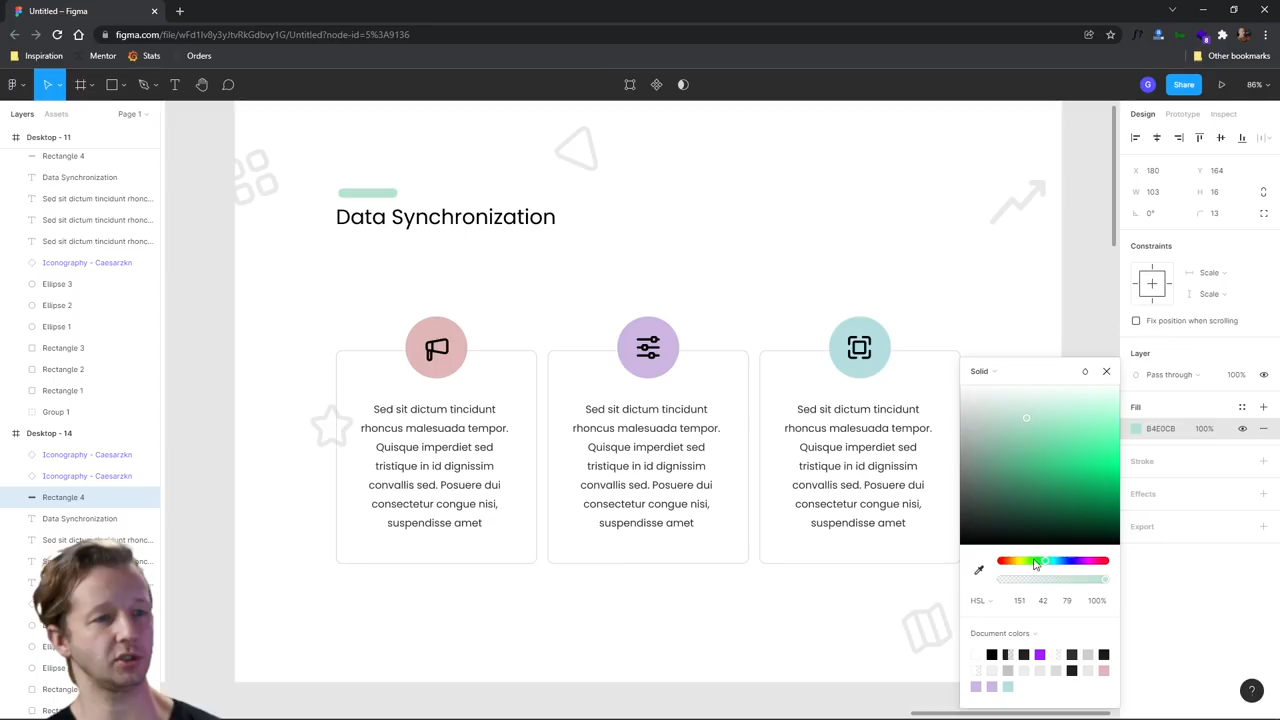 Untitled – Figma
figma.com/file/wFd1Iv8y3yJtvRkGdbvy1G/Untitled?node-id=5%3A9136
Inspiration
Mentor
Stats
Orders
Other bookmarks
G
Share
86%
Layers
Assets
Page 1
Design
Prototype
Inspect
Desktop - 11
Rectangle 4
Data Synchronization
Sed sit dictum tincidunt rhonc...
Sed sit dictum tincidunt rhonc...
Sed sit dictum tincidunt rhonc...
Iconography - Caesarzkn
Ellipse 3
Ellipse 2
Ellipse 1
Rectangle 3
Rectangle 2
Rectangle 1
Group 1
Desktop - 14
Iconography - Caesarzkn
Iconography - Caesarzkn
Rectangle 4
Data Synchronization
Sed sit dictum tincidunt rhonc...
Rectangle
Data Synchronization
Sed sit dictum tincidunt
rhoncus malesuada tempor.
Quisque imperdiet sed
tristique in id dignissim
convallis sed. Posuere dui
consectetur congue nisi,
suspendisse amet
Sed sit dictum tincidunt
rhoncus malesuada tempor.
Quisque imperdiet sed
tristique in id dignissim
convallis sed. Posuere dui
consectetur congue nisi,
suspendisse amet
Sed sit dictum tincidunt
rhoncus malesuada tempor.
Quisque imperdiet sed
tristique in id dignissim
convallis sed. Posuere dui
consectetur congue nisi,
suspendisse amet
X 180
Y 164
W 103
H 16
0°
13
Constraints
Scale
Scale
Fix position when scrolling
Layer
Pass through
100%
Fill
B4E0CB
100%
Stroke
Effects
Export
Solid
HSL
151
42
79
100%
Document colors
?